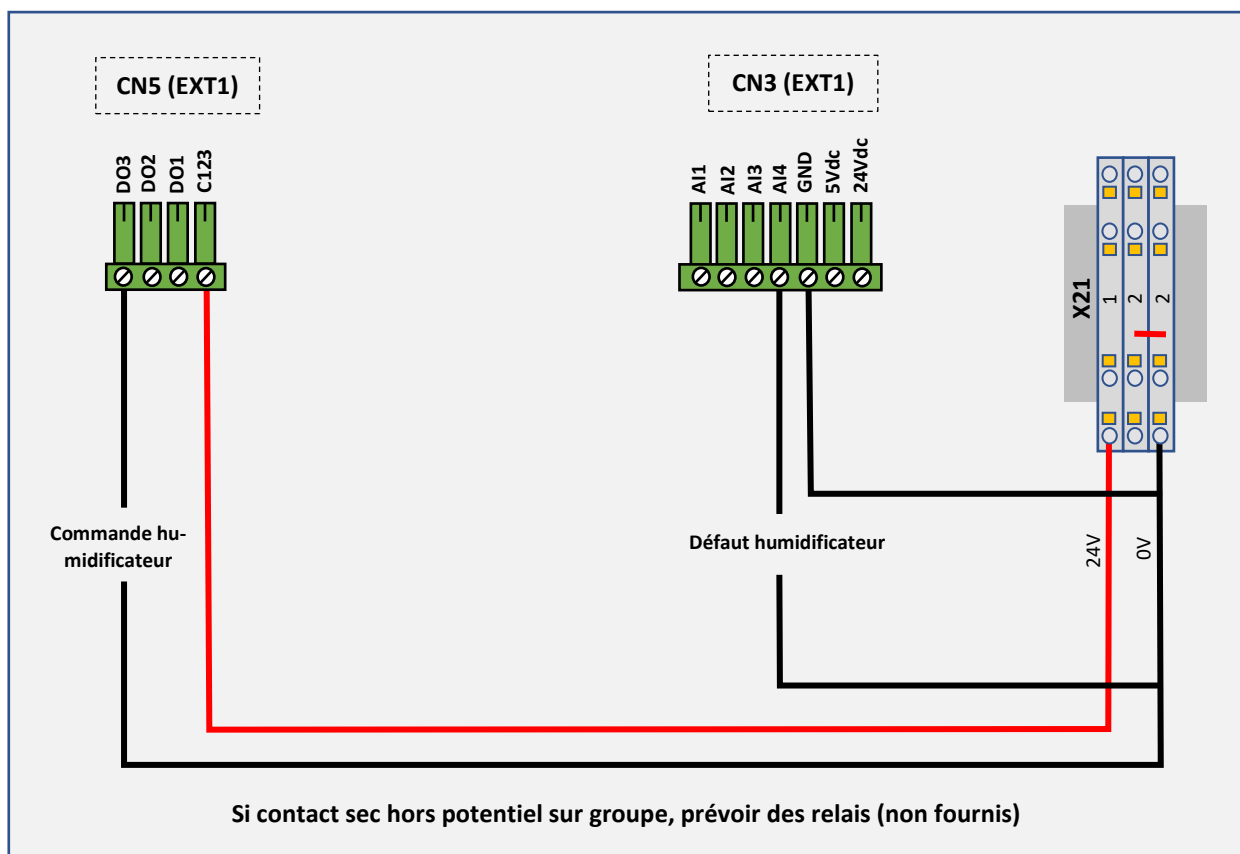 CN5 (EXT1)
CN3 (EXT1)
DO3
DO2
DO1
C123
AI1
AI2
AI3
AI4
GND
5Vdc
24Vdc
X21
1
2
2
Commande hu-
midificateur
Défaut humidificateur
24V
0V
Si contact sec hors potentiel sur groupe, prévoir des relais (non fournis)